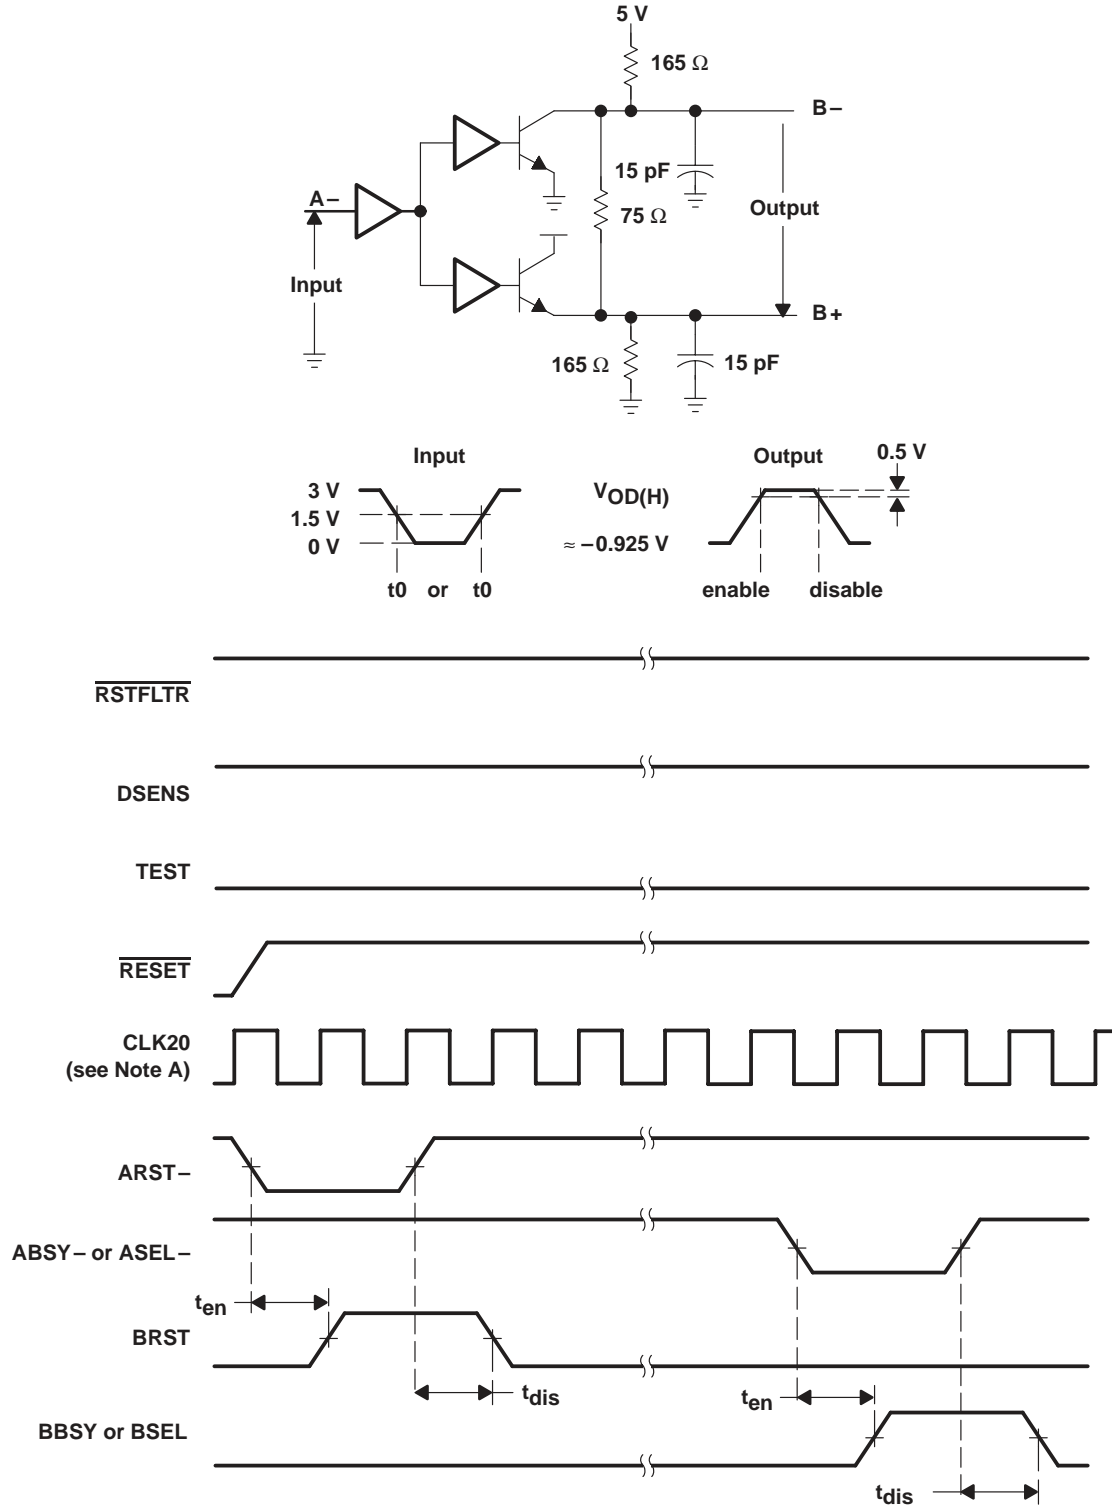 5 V
165 Ω
B–
15 pF
A–
75 Ω
Output
Input
B+
165 Ω
15 pF
Input
Output
0.5 V
3 V
VOD(H)
1.5 V
0 V
≈ –0.925 V
t0 or t0
enable
disable
RSTFLTR
DSENS
TEST
RESET
CLK20
(see Note A)
ARST–
ABSY– or ASEL–
ten
BRST
tdis
ten
BBSY or BSEL
tdis